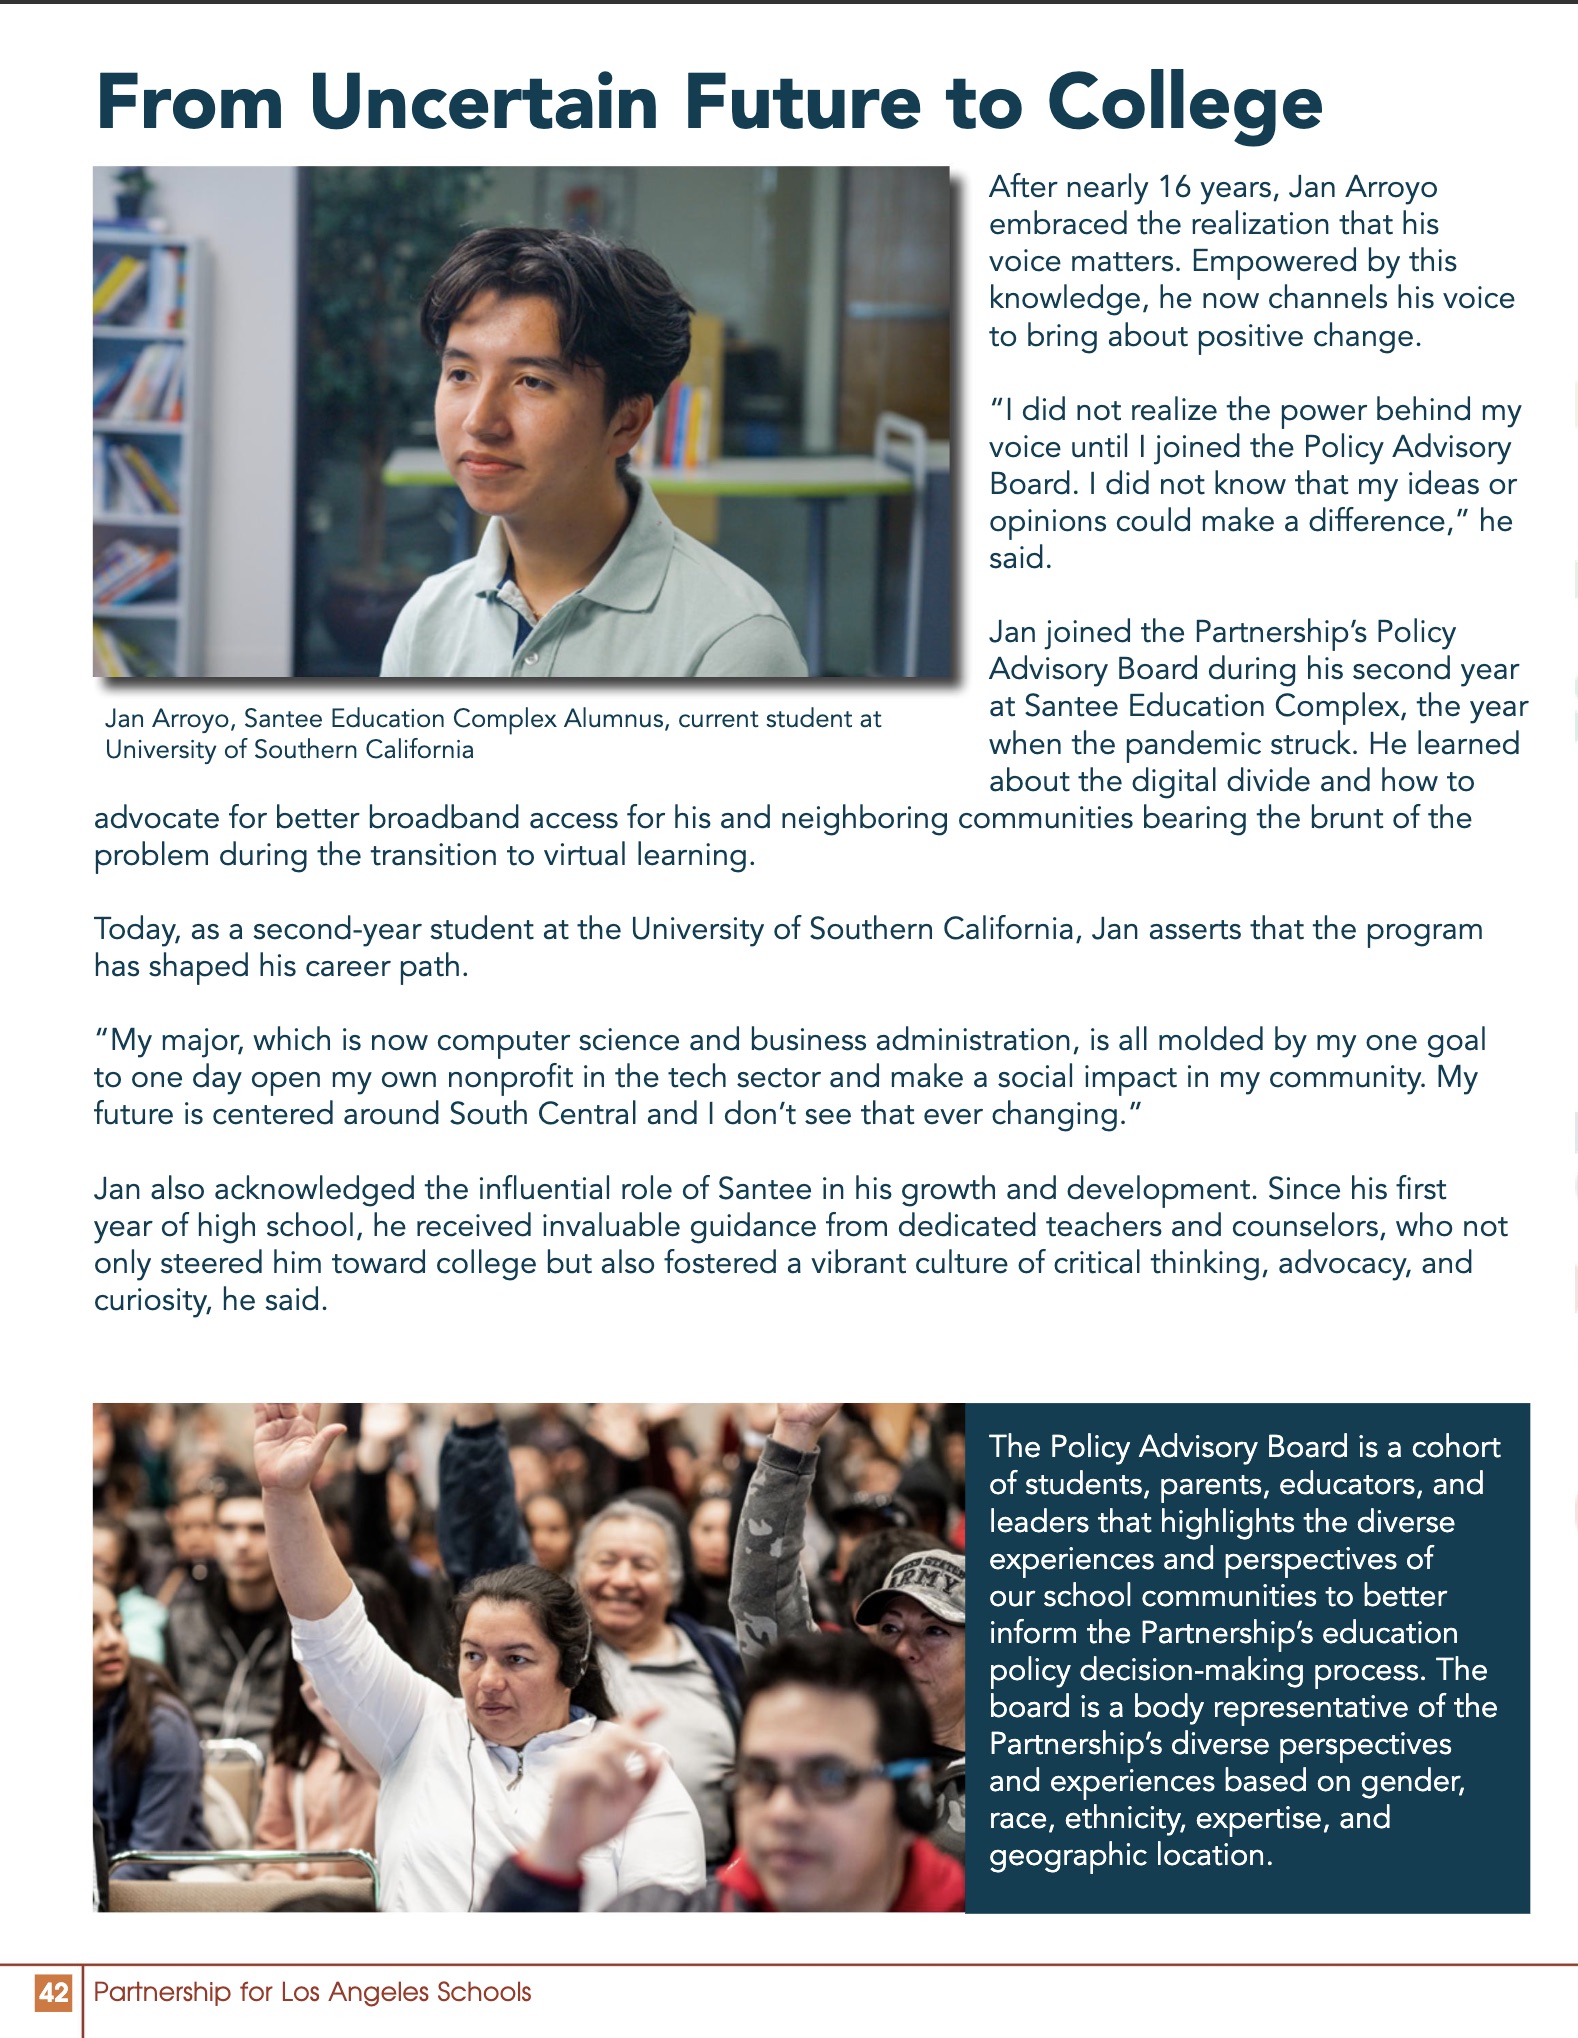 From Uncertain Future to College
After nearly 16 years, Jan Arroyo
embraced the realization that his
voice matters. Empowered by this
knowledge, he now channels his voice
to bring about positive change.
“I did not realize the power behind my
voice until I joined the Policy Advisory
Board. I did not know that my ideas or
opinions could make a difference,” he
said.
Jan joined the Partnership’s Policy
Advisory Board during his second year
at Santee Education Complex, the year
when the pandemic struck. He learned
about the digital divide and how to
advocate for better broadband access for his and neighboring communities bearing the brunt of the
problem during the transition to virtual learning.
Jan Arroyo, Santee Education Complex Alumnus, current student at
University of Southern California
Today, as a second-year student at the University of Southern California, Jan asserts that the program
has shaped his career path.
“My major, which is now computer science and business administration, is all molded by my one goal
to one day open my own nonprofit in the tech sector and make a social impact in my community. My
future is centered around South Central and I don’t see that ever changing.”
Jan also acknowledged the influential role of Santee in his growth and development. Since his first
year of high school, he received invaluable guidance from dedicated teachers and counselors, who not
only steered him toward college but also fostered a vibrant culture of critical thinking, advocacy, and
curiosity, he said.
UNITED STATES
ARMY
The Policy Advisory Board is a cohort
of students, parents, educators, and
leaders that highlights the diverse
experiences and perspectives of
our school communities to better
inform the Partnership’s education
policy decision-making process. The
board is a body representative of the
Partnership’s diverse perspectives
and experiences based on gender,
race, ethnicity, expertise, and
geographic location.
42 Partnership for Los Angeles Schools